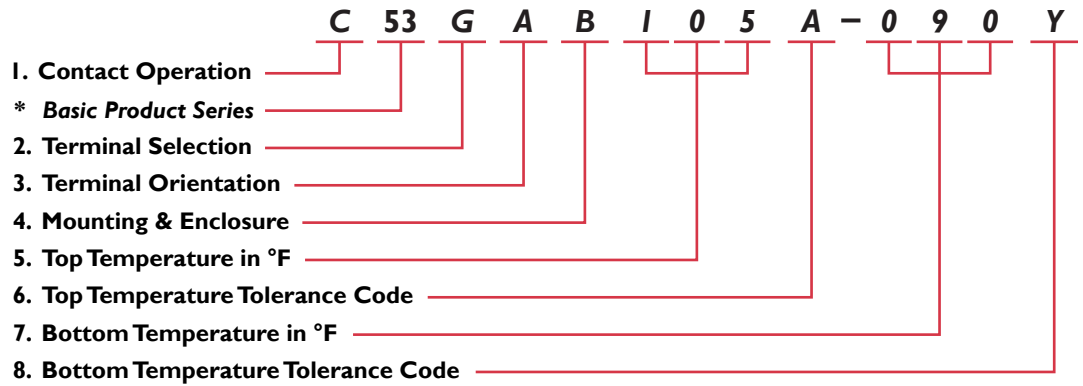 C 53 G A B 1 0 5 A – 0 9 0 Y
1. Contact Operation
* Basic Product Series
2. Terminal Selection
3. Terminal Orientation
4. Mounting & Enclosure
5. Top Temperature in °F
6. Top Temperature Tolerance Code
7. Bottom Temperature in °F
8. Bottom Temperature Tolerance Code